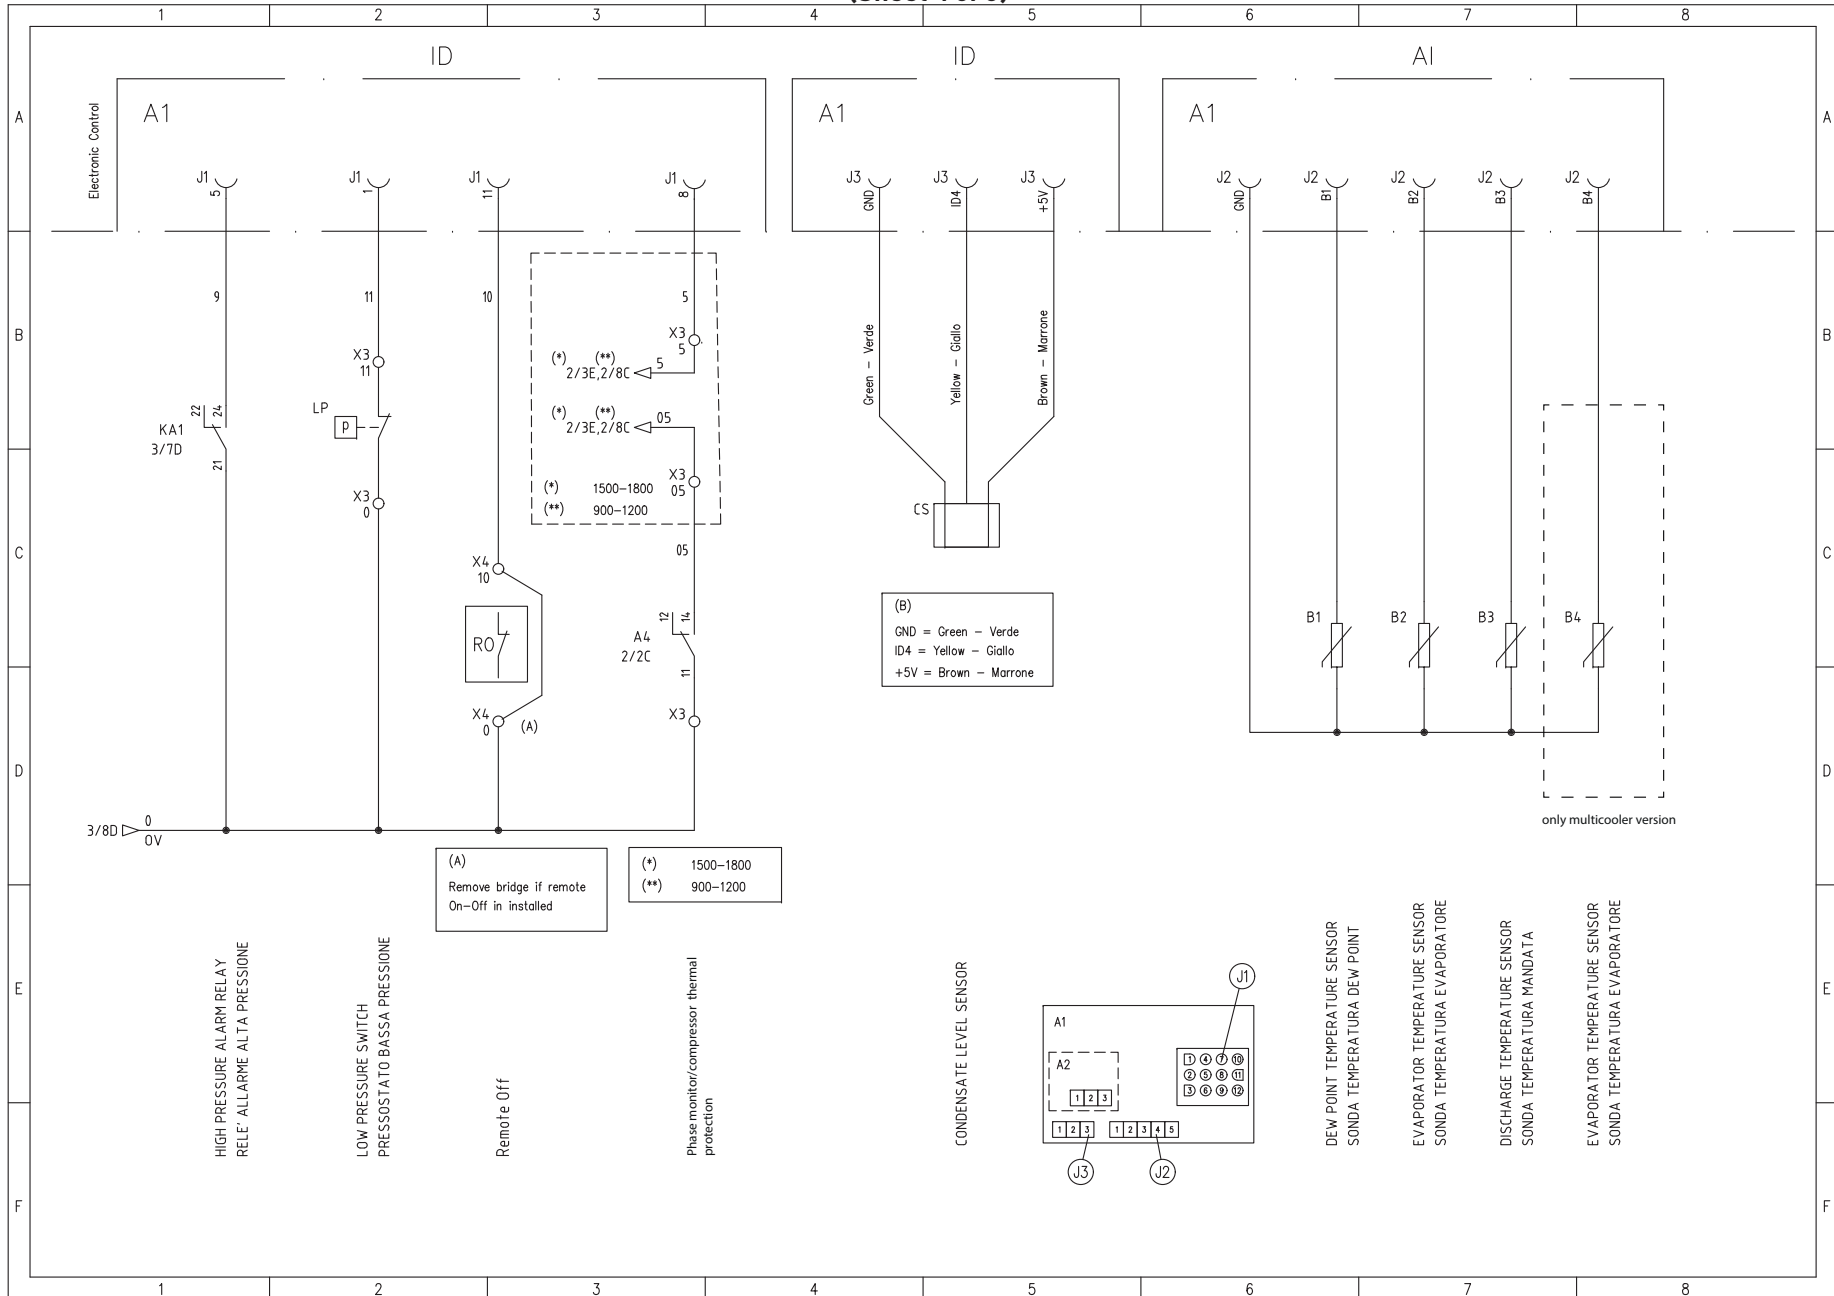 1 2 3 4 5 6 7 8
ID ID AI
A A
Electronic Control
A1 A1 A1
J1 J1 J1 J1 J3 J3 J3 J2 J2 J2 J2 J2
5 1 11 8 GND ID4 +5V GND B1 B2 B3 B4
9 11 10 5
B B
X3
5
(*) (**) 5
2/3E,2/8C
X3
11
(*) (**) 05
2/3E,2/8C
Green - Verde
Yellow - Giallo
Brown - Marrone
LP
P
22 24
KA1
3/7D
21
X3
0
X3
05
(*) 1500-1800
(**) 900-1200
CS
05
C C
X4
10
(B)
GND = Green - Verde
ID4 = Yellow - Giallo
+5V = Brown - Marrone
12 14
RO
A4
2/2C
11
B1 B2 B3 B4
X4
0
(A)
X3
D D
3/8D 0
0V
only multicooler version
(A)
Remove bridge if remote
On-Off in installed
(*) 1500-1800
(**) 900-1200
E E
HIGH PRESSURE ALARM RELAY
RELE' ALLARME ALTA PRESSIONE
LOW PRESSURE SWITCH
PRESSOSTATO BASSA PRESSIONE
Remote Off
Phase monitor/compressor thermal
protection
CONDENSATE LEVEL SENSOR
J1
A1
A2
1 4 7 10
2 5 8 11
3 6 9 12
1 2 3
1 2 3 1 2 3 4 5
J3 J2
DEW POINT TEMPERATURE SENSOR
SONDA TEMPERATURA DEW POINT
EVAPORATOR TEMPERATURE SENSOR
SONDA TEMPERATURA EVAPORATORE
DISCHARGE TEMPERATURE SENSOR
SONDA TEMPERATURA MANDATA
EVAPORATOR TEMPERATURE SENSOR
SONDA TEMPERATURA EVAPORATORE
F F
1 2 3 4 5 6 7 8